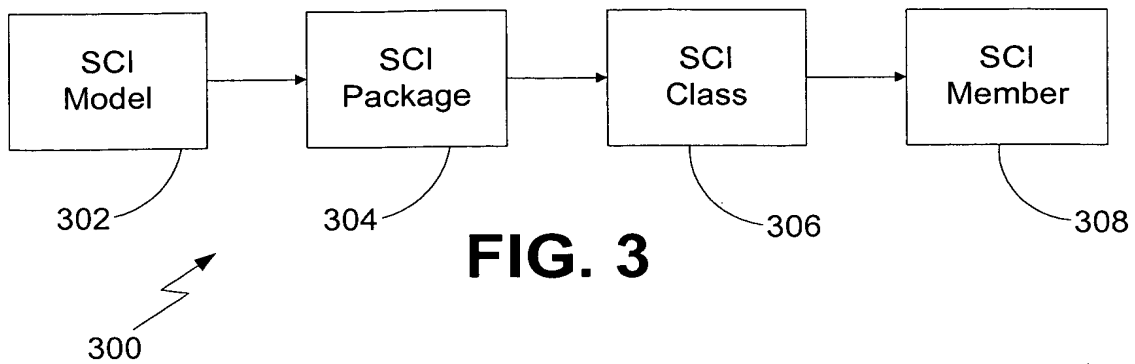 SCI
Model
SCI
Package
SCI
Class
SCI
Member
302
304
306
308
FIG. 3
300